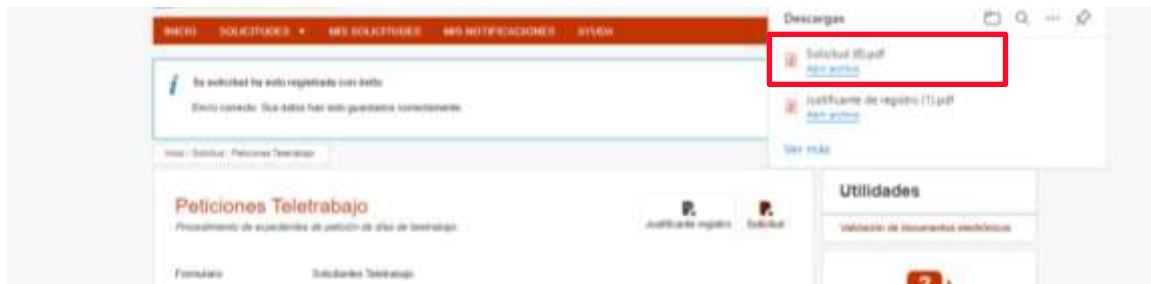 INICIO SOLICITUDES MIS SOLICITUDES MIS NOTIFICACIONES AYUDA
Su solicitud ha sido registrada con éxito
Envío correcto. Sus datos han sido guardados correctamente.
Inicio / Solicitud / Peticiones Teletrabajo
Peticiones Teletrabajo
Procedimiento de expedientes de petición de días de teletrabajo
Justificante registro Solicitud
Formulario Solicitantes Teletrabajo
Descargas
Solicitud (6).pdf
Abrir archivo
Justificante de registro (1).pdf
Abrir archivo
Ver más
Utilidades
Validación de documentos electrónicos
?